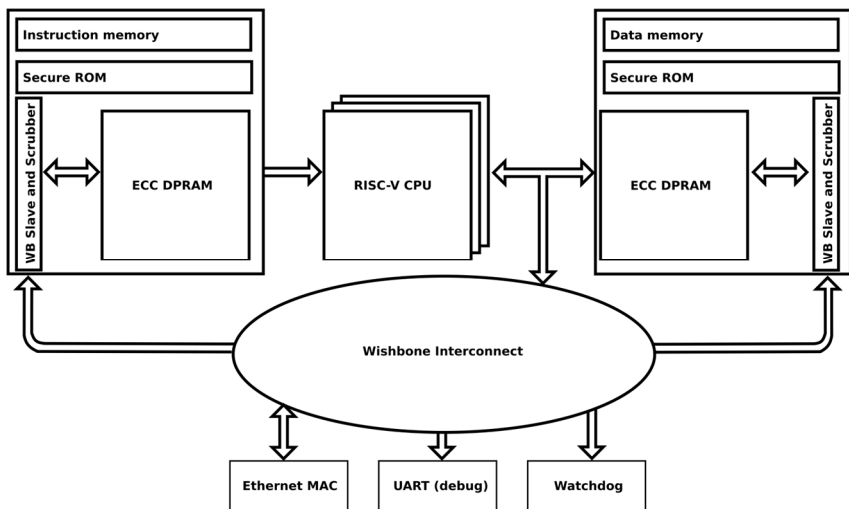 Instruction memory
Secure ROM
WB Slave and Scrubber
ECC DPRAM
RISC-V CPU
Data memory
Secure ROM
ECC DPRAM
WB Slave and Scrubber
Wishbone Interconnect
Ethernet MAC
UART (debug)
Watchdog